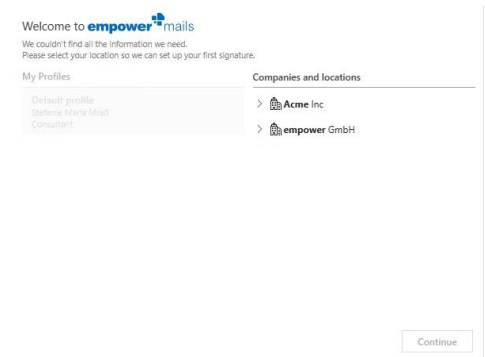 Welcome to empower mails
We couldn't find all the information we need.
Please select your location so we can set up your first signature.
My Profiles
Default profile
Stefanie Maria Mrad
Consultant
Companies and locations
Acme Inc
empower GmbH
Continue